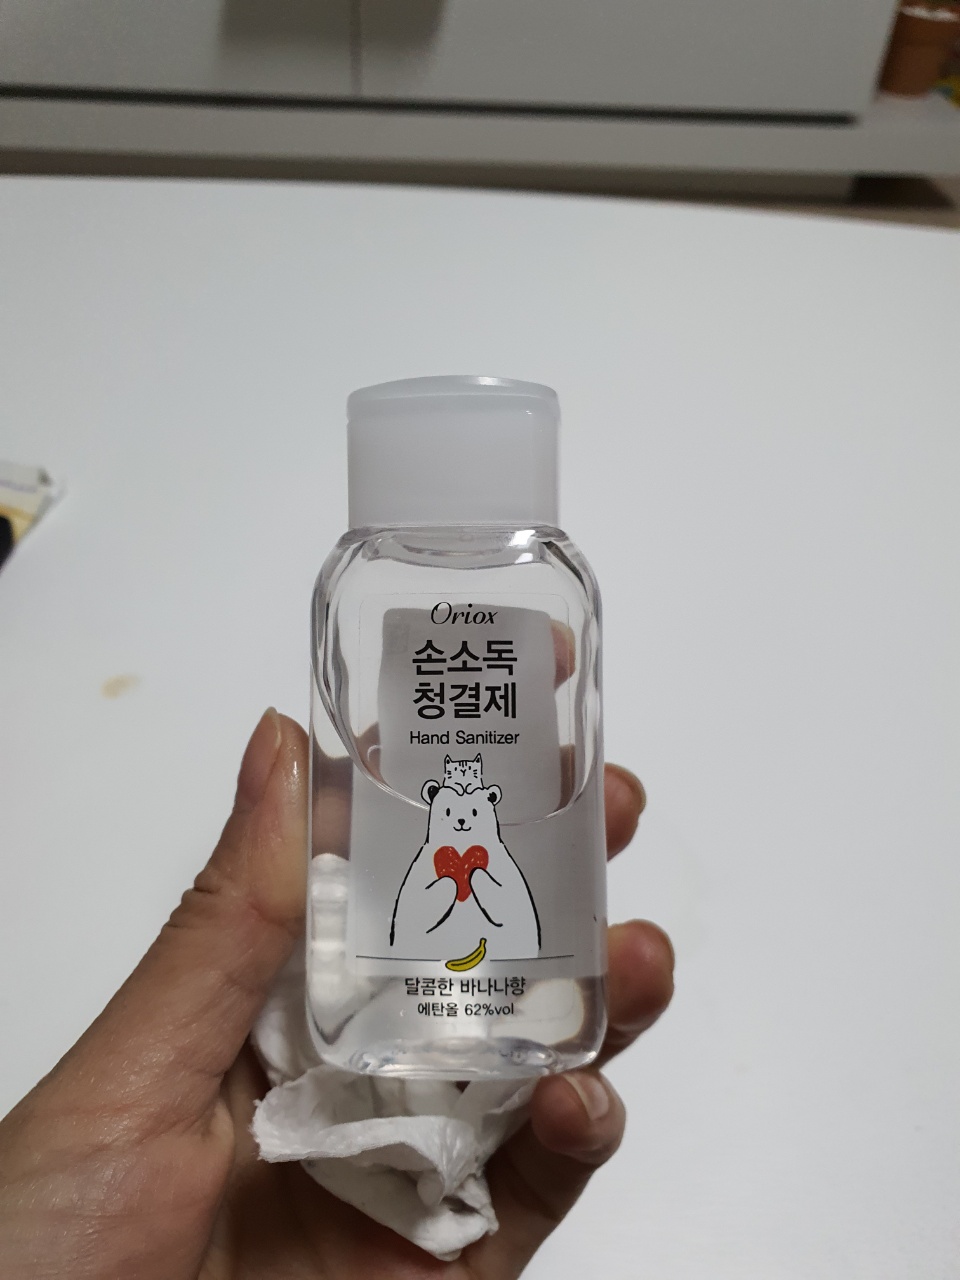 Oriox
손소독
청결제
Hand Sanitizer
달콤한 바나나향
에탄올 62%vol